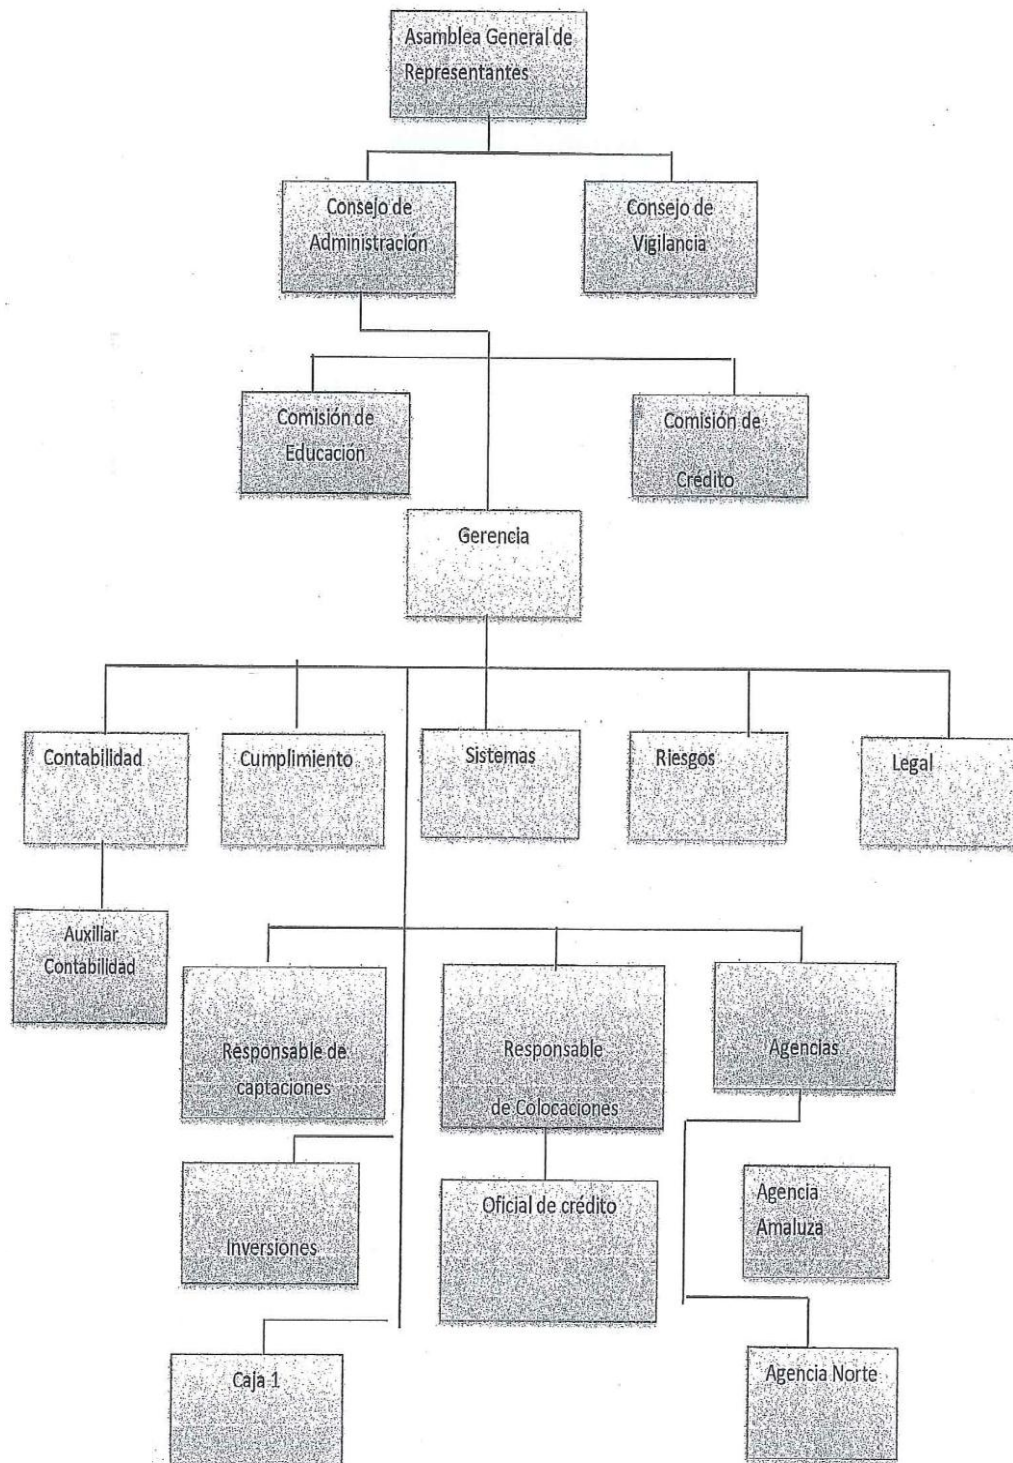 Asamblea General de
Representantes
Consejo de
Administración
Consejo de
Vigilancia
Comisión de
Educación
Comisión de
Crédito
Gerencia
Contabilidad
Cumplimiento
Sistemas
Riesgos
Legal
Auxiliar
Contabilidad
Responsable de
captaciones
Responsable
de Colocaciones
Agencias
Inversiones
Oficial de crédito
Agencia
Amaluza
Caja 1
Agencia Norte